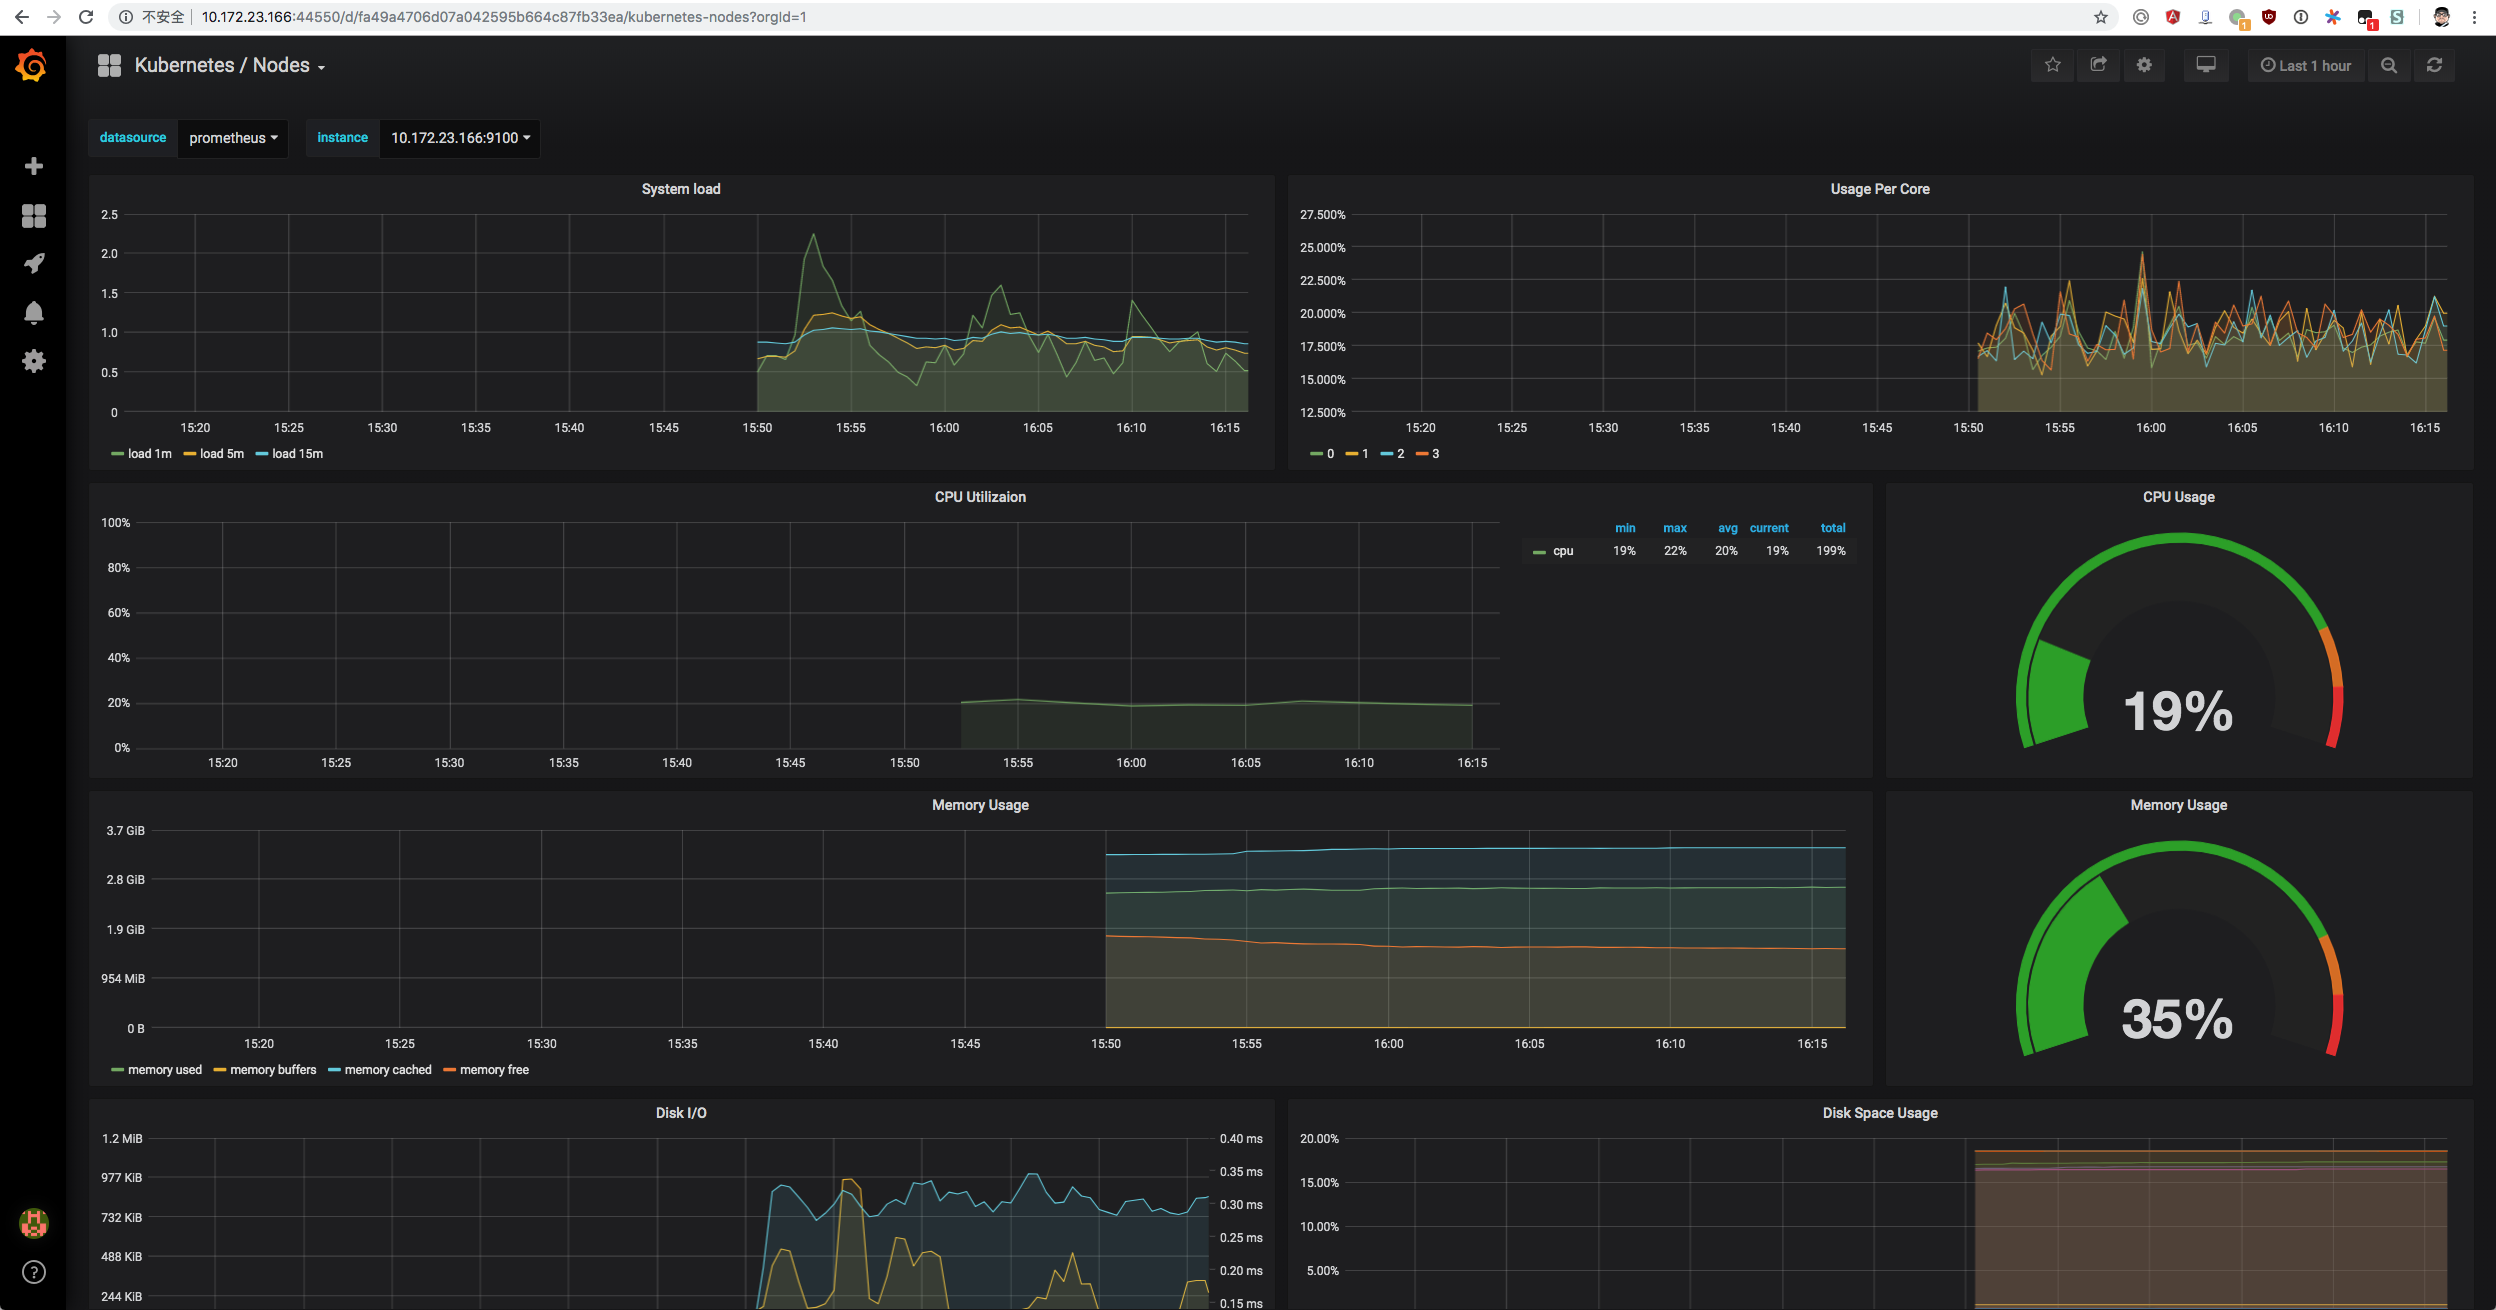 不安全 10.172.23.166:44550/d/fa49a4706d07a042595b664c87fb33ea/kubernetes-nodes?orgId=1
1 1
Kubernetes / Nodes
Last 1 hour
datasource prometheus instance 10.172.23.166:9100
System load
2.5
2.0
1.5
1.0
0.5
0
15:20 15:25 15:30 15:35 15:40 15:45 15:50 15:55 16:00 16:05 16:10 16:15
load 1m load 5m load 15m
Usage Per Core
27.500%
25.000%
22.500%
20.000%
17.500%
15.000%
12.500%
15:20 15:25 15:30 15:35 15:40 15:45 15:50 15:55 16:00 16:05 16:10 16:15
0 1 2 3
CPU Utilizaion
100%
80%
60%
40%
20%
0%
15:20 15:25 15:30 15:35 15:40 15:45 15:50 15:55 16:00 16:05 16:10 16:15
min max avg current total
cpu 19% 22% 20% 19% 199%
CPU Usage
19%
Memory Usage
3.7 GiB
2.8 GiB
1.9 GiB
954 MiB
0 B
15:20 15:25 15:30 15:35 15:40 15:45 15:50 15:55 16:00 16:05 16:10 16:15
memory used memory buffers memory cached memory free
Memory Usage
35%
Disk I/O
1.2 MiB
977 KiB
732 KiB
488 KiB
244 KiB
0.40 ms
0.35 ms
0.30 ms
0.25 ms
0.20 ms
0.15 ms
Disk Space Usage
20.00%
15.00%
10.00%
5.00%